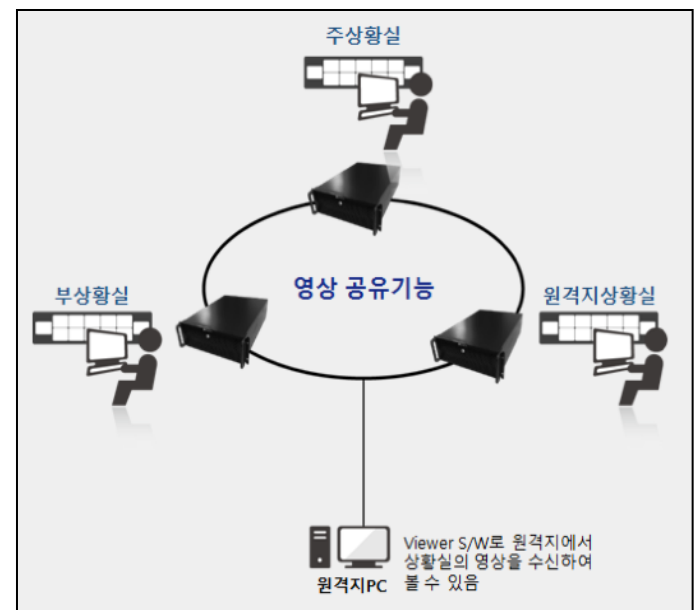 주상황실
영상 공유기능
부상황실
원격지상황실
Viewer S/W로 원격지에서
상황실의 영상을 수신하여
볼 수 있음
원격지PC